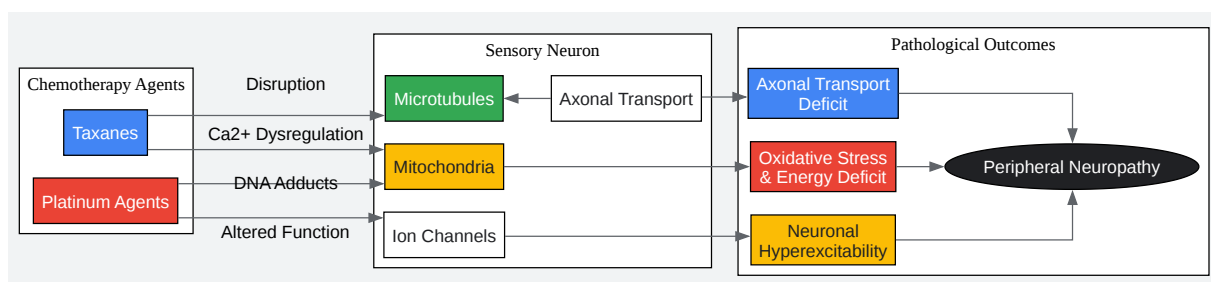 Chemotherapy Agents
Taxanes
Platinum Agents
Disruption
Ca2+ Dysregulation
DNA Adducts
Altered Function
Sensory Neuron
Microtubules
Axonal Transport
Mitochondria
Ion Channels
Pathological Outcomes
Axonal Transport
Deficit
Oxidative Stress
& Energy Deficit
Neuronal
Hyperexcitability
Peripheral Neuropathy